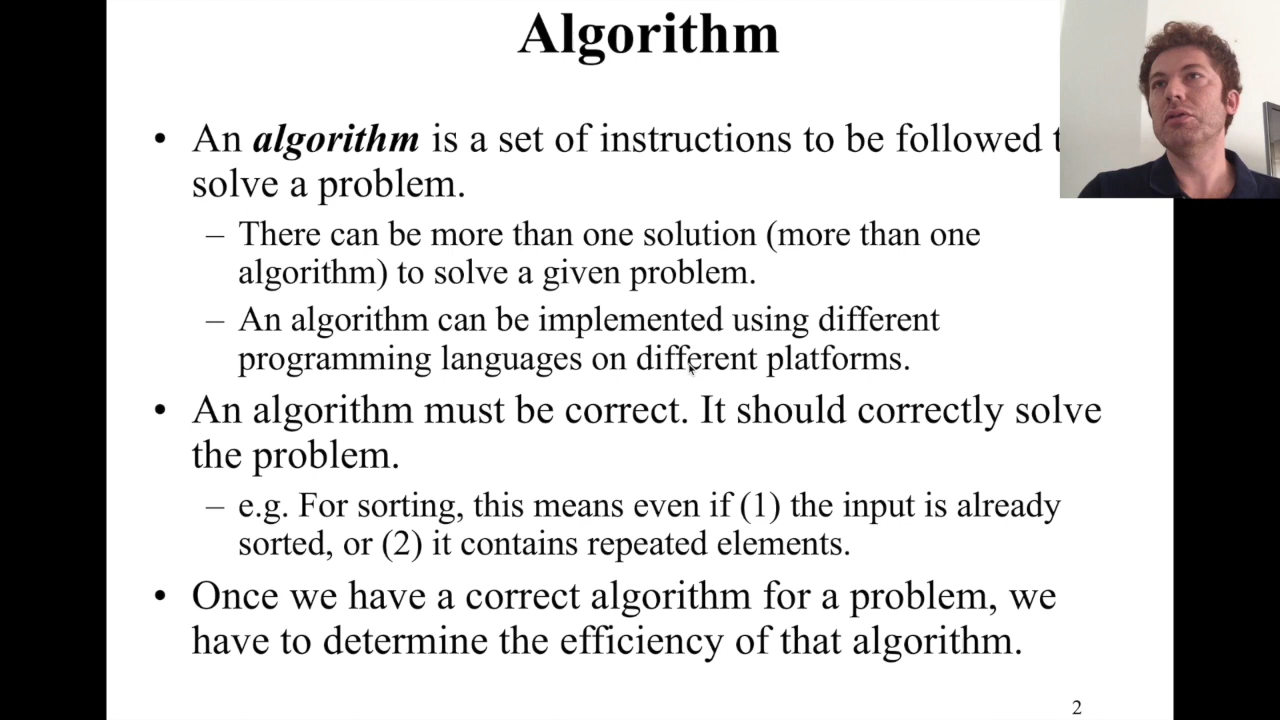 Algorithm
• An algorithm is a set of instructions to be followed
solve a problem.
– There can be more than one solution (more than one
algorithm) to solve a given problem.
– An algorithm can be implemented using different
programming languages on different platforms.
• An algorithm must be correct. It should correctly solve
the problem.
– e.g. For sorting, this means even if (1) the input is already
sorted, or (2) it contains repeated elements.
• Once we have a correct algorithm for a problem, we
have to determine the efficiency of that algorithm.
2